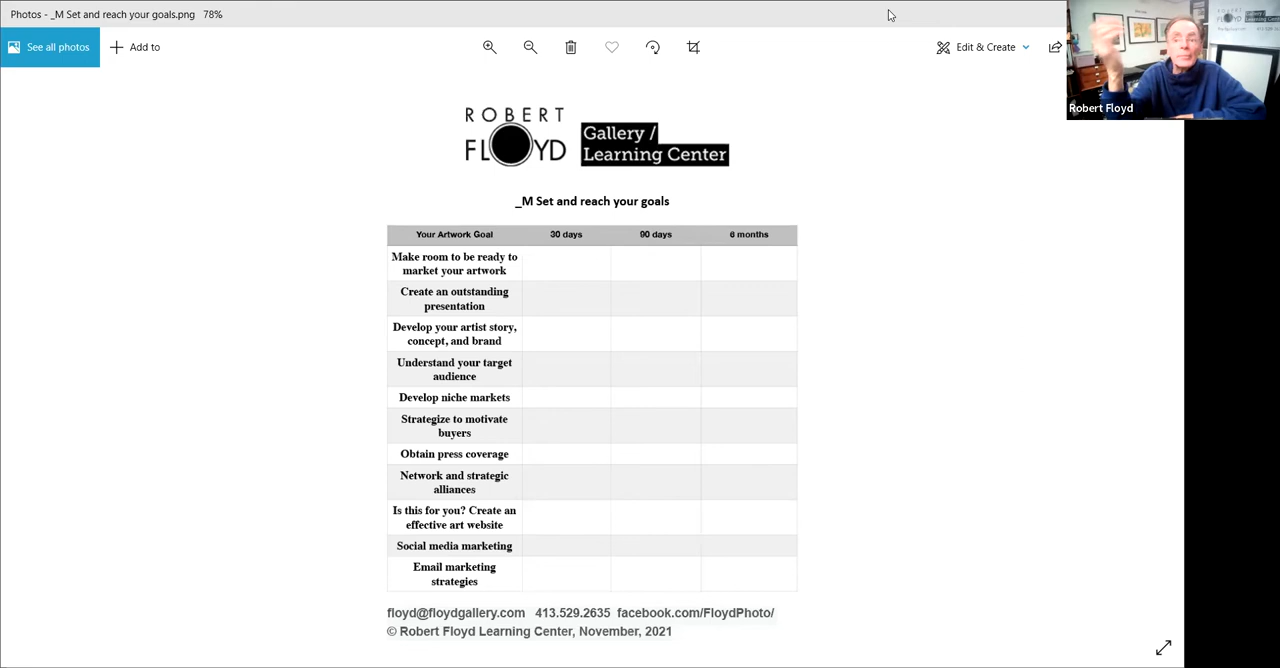 Photos - _M Set and reach your goals.png 78%
See all photos
Add to
Edit & Create
Robert Floyd
ROBERT
FLOYD
Gallery /
Learning Center
_M Set and reach your goals
Your Artwork Goal 30 days 90 days 6 months
Make room to be ready to
market your artwork
Create an outstanding
presentation
Develop your artist story,
concept, and brand
Understand your target
audience
Develop niche markets
Strategize to motivate
buyers
Obtain press coverage
Network and strategic
alliances
Is this for you? Create an
effective art website
Social media marketing
Email marketing
strategies
floyd@floydgallery.com 413.529.2635 facebook.com/FloydPhoto/
© Robert Floyd Learning Center, November, 2021